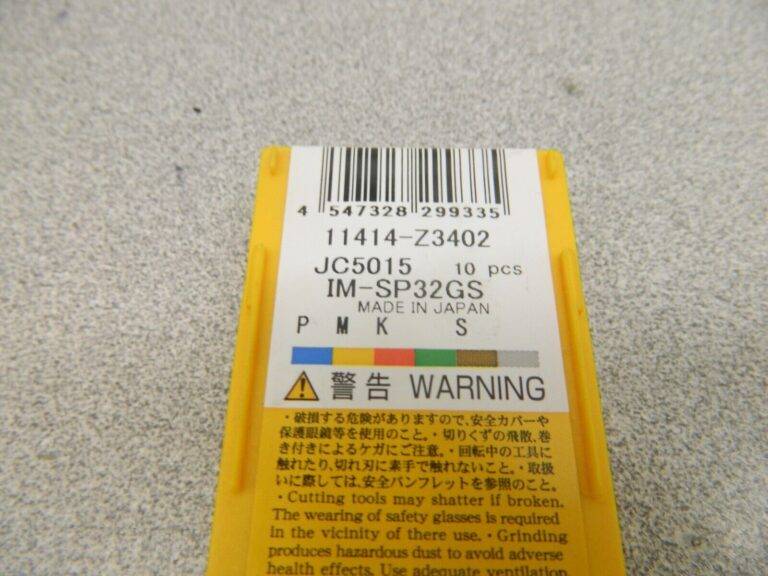 4 547328 299335
11414-Z3402
JC5015 10 pcs
IM-SP32GS
MADE IN JAPAN
P M K S
警告 WARNING
・破損する危険がありますので、安全カバーや
保護眼鏡等を使用のこと。・切りくずの飛散、巻
き付きによるケガにご注意。・回転中の工具に
触れたり、切れ刃に素手で触れないこと。・取扱
いに際しては、安全パンフレットを参照のこと。
・Cutting tools may shatter if broken.
The wearing of safety glasses is required
in the vicinity of there use.・Grinding
produces hazardous dust to avoid adverse
health effects. Use adequate ventilation